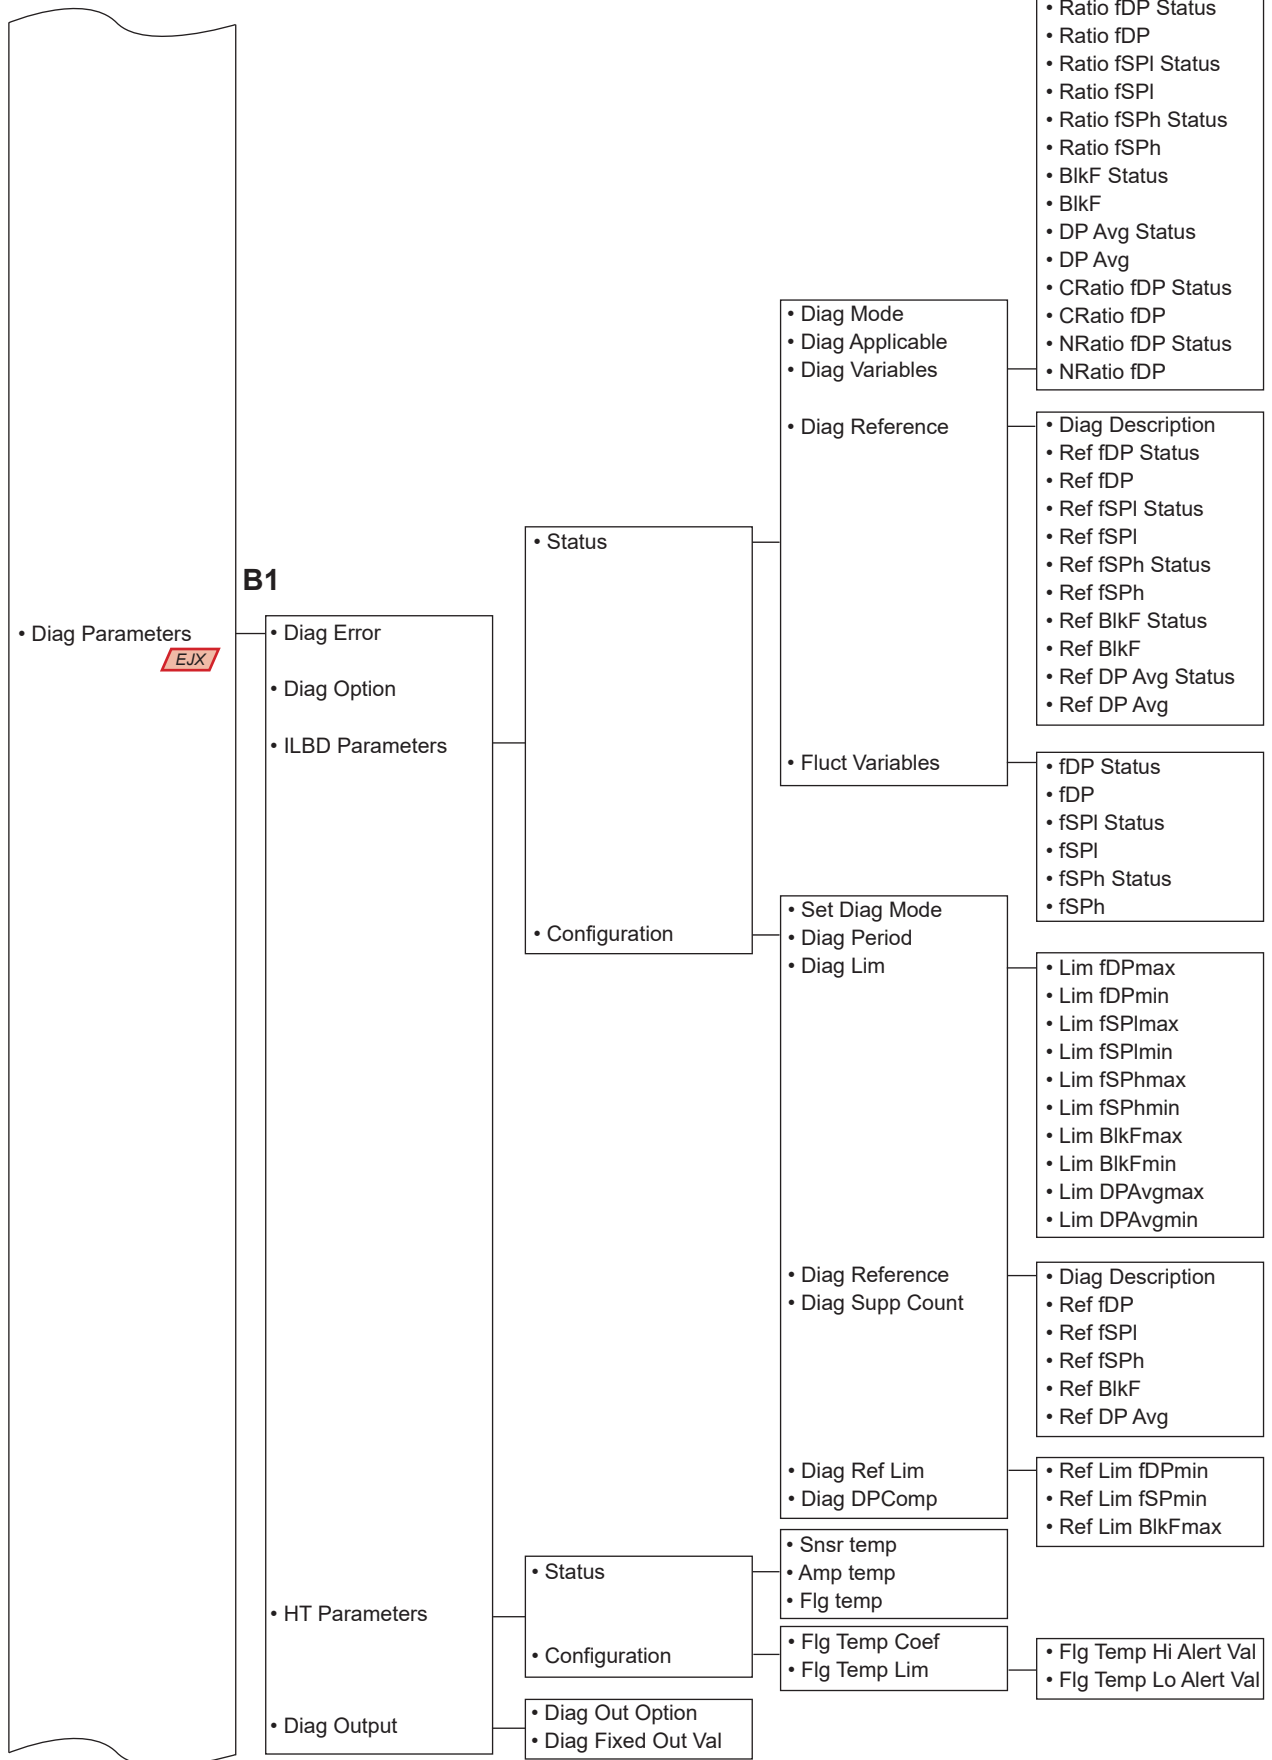 • Ratio fDP Status
• Ratio fDP
• Ratio fSPl Status
• Ratio fSPl
• Ratio fSPh Status
• Ratio fSPh
• BlkF Status
• BlkF
• DP Avg Status
• DP Avg
• CRatio fDP Status
• CRatio fDP
• NRatio fDP Status
• NRatio fDP
• Diag Mode
• Diag Applicable
• Diag Variables
• Diag Reference
• Fluct Variables
• Diag Description
• Ref fDP Status
• Ref fDP
• Ref fSPl Status
• Ref fSPl
• Ref fSPh Status
• Ref fSPh
• Ref BlkF Status
• Ref BlkF
• Ref DP Avg Status
• Ref DP Avg
• Status
• Configuration
B1
• Diag Parameters
EJX
• Diag Error
• Diag Option
• ILBD Parameters
• HT Parameters
• Diag Output
• fDP Status
• fDP
• fSPl Status
• fSPl
• fSPh Status
• fSPh
• Set Diag Mode
• Diag Period
• Diag Lim
• Diag Reference
• Diag Supp Count
• Diag Ref Lim
• Diag DPComp
• Lim fDPmax
• Lim fDPmin
• Lim fSPlmax
• Lim fSPlmin
• Lim fSPhmax
• Lim fSPhmin
• Lim BlkFmax
• Lim BlkFmin
• Lim DPAvgmax
• Lim DPAvgmin
• Diag Description
• Ref fDP
• Ref fSPl
• Ref fSPh
• Ref BlkF
• Ref DP Avg
• Ref Lim fDPmin
• Ref Lim fSPmin
• Ref Lim BlkFmax
• Status
• Configuration
• Snsr temp
• Amp temp
• Flg temp
• Flg Temp Coef
• Flg Temp Lim
• Flg Temp Hi Alert Val
• Flg Temp Lo Alert Val
• Diag Out Option
• Diag Fixed Out Val